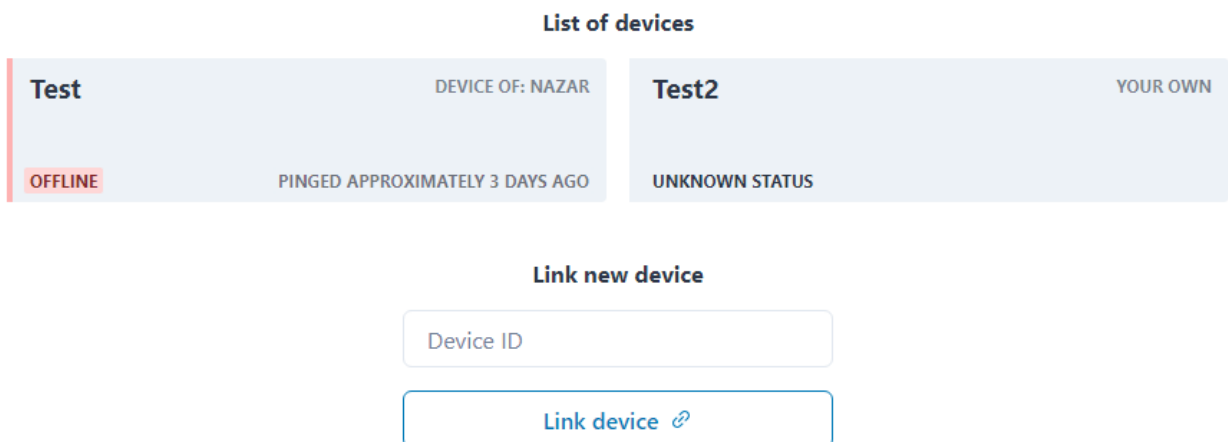 List of devices
Test DEVICE OF: NAZAR
OFFLINE PINGED APPROXIMATELY 3 DAYS AGO
Test2 YOUR OWN
UNKNOWN STATUS
Link new device
Device ID
Link device